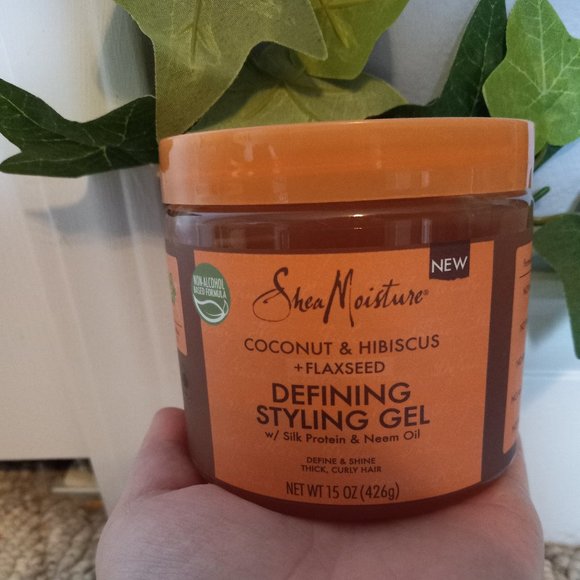 NEW
NON-ALCOHOL
BASED FORMULA
SheaMoisture®
COCONUT & HIBISCUS
+ FLAXSEED
DEFINING
STYLING GEL
w/ Silk Protein & Neem Oil
DEFINE & SHINE
THICK, CURLY HAIR
NET WT 15 OZ (426g)